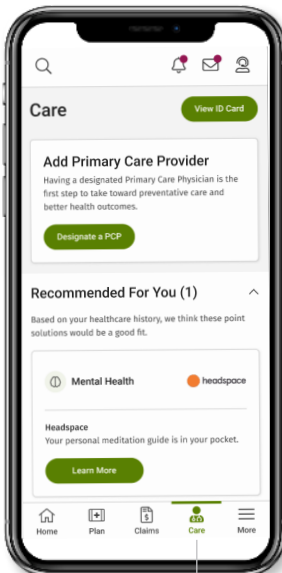 Care
View ID Card
Add Primary Care Provider
Having a designated Primary Care Physician is the
first step to take toward preventative care and
better health outcomes.
Designate a PCP
Recommended For You (1)
Based on your healthcare history, we think these point
solutions would be a good fit.
Mental Health
headspace
Headspace
Your personal meditation guide is in your pocket.
Learn More
Home
Plan
Claims
Care
More